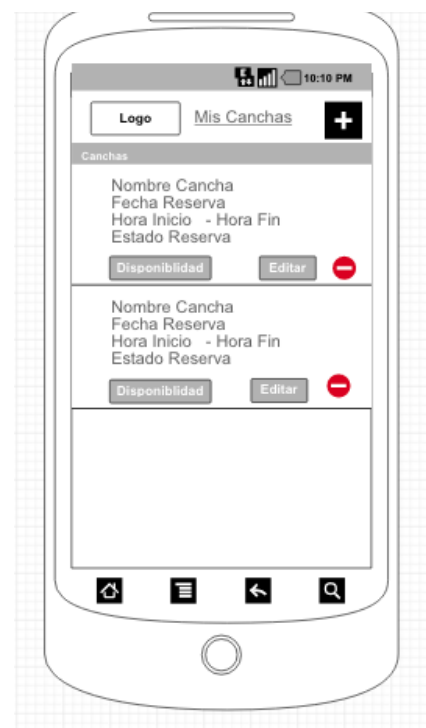 10:10 PM
Logo Mis Canchas +
Canchas
Nombre Cancha
Fecha Reserva
Hora Inicio - Hora Fin
Estado Reserva
Disponiblidad Editar
Nombre Cancha
Fecha Reserva
Hora Inicio - Hora Fin
Estado Reserva
Disponiblidad Editar